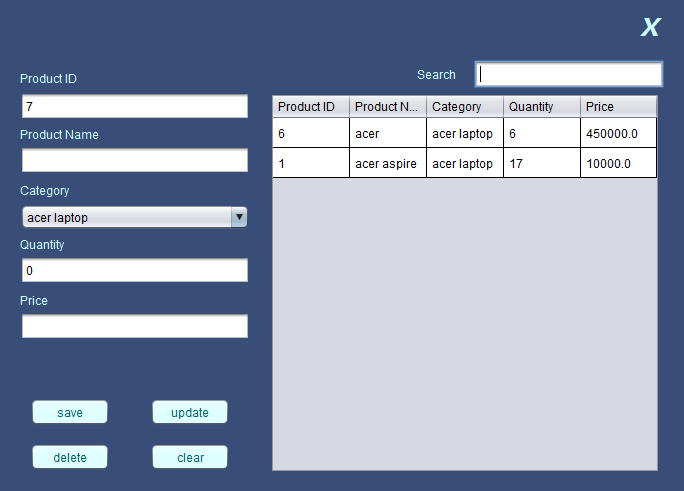 X
Search
Product ID
7
Product Name
Category
acer laptop
Quantity
0
Price
save update
delete clear
Product ID Product N... Category Quantity Price
6 acer acer laptop 6 450000.0
1 acer aspire acer laptop 17 10000.0